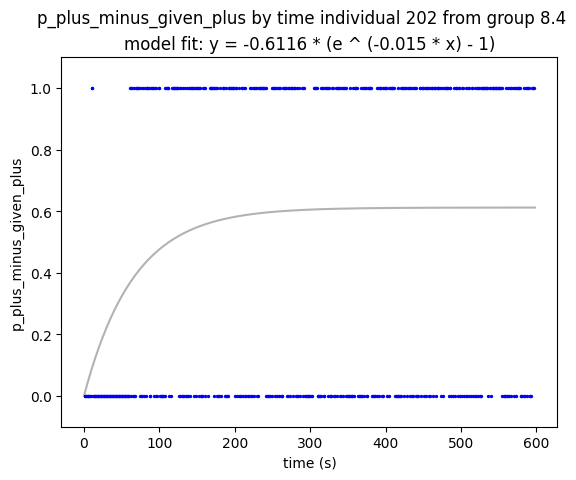 p_plus_minus_given_plus by time individual 202 from group 8.4
model fit: y = -0.6116 * (e ^ (-0.015 * x) - 1)
1.0
0.8
0.6
0.4
0.2
0.0
p_plus_minus_given_plus
0 100 200 300 400 500 600
time (s)